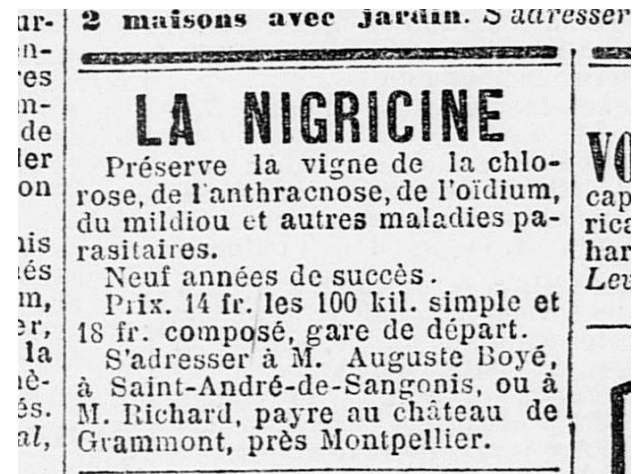 2 maisons avec jardin. S'adresser
LA NIGRICINE
Préserve la vigne de la chlo-
rose, de l'anthracnose, de l'oïdium,
du mildiou et autres maladies pa-
rasitaires.
Neuf années de succès.
Prix. 14 fr. les 100 kil. simple et
18 fr. composé, gare de départ.
S'adresser à M. Auguste Boyé,
à Saint-André-de-Sangonis, ou à
M. Richard, payre au château de
Grammont, près Montpellier.